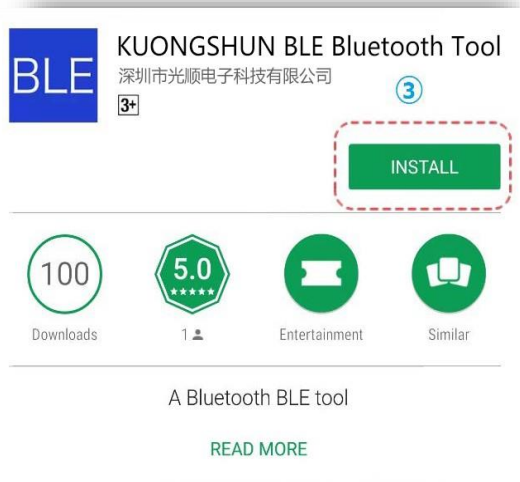 BLE
KUONGSHUN BLE Bluetooth Tool
深圳市光顺电子科技有限公司
③
3+
INSTALL
100
5.0
Downloads
1
Entertainment
Similar
A Bluetooth BLE tool
READ MORE